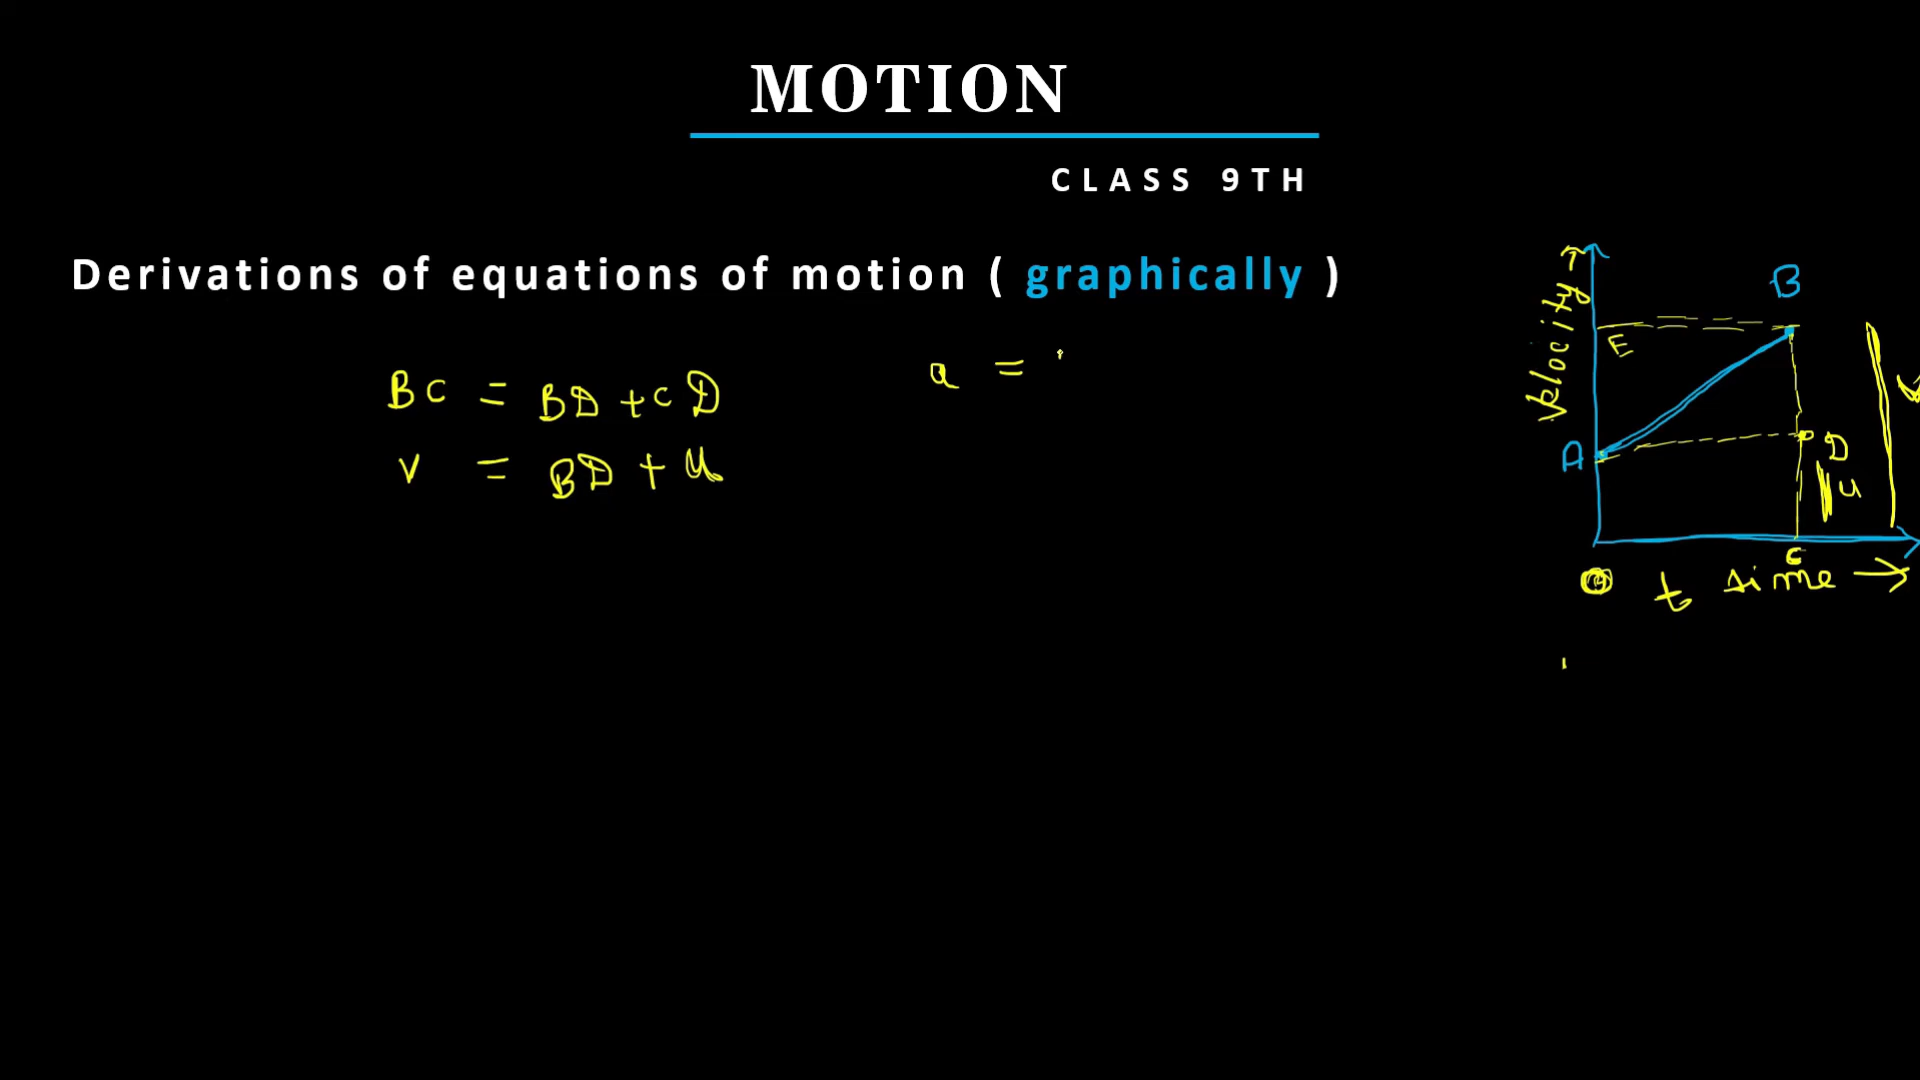 MOTION
CLASS 9TH
Derivations of equations of motion ( graphically )
BC = BD + CD
a =
V = BD + u
Velocity →
B
E
A
D
u
C
t time →